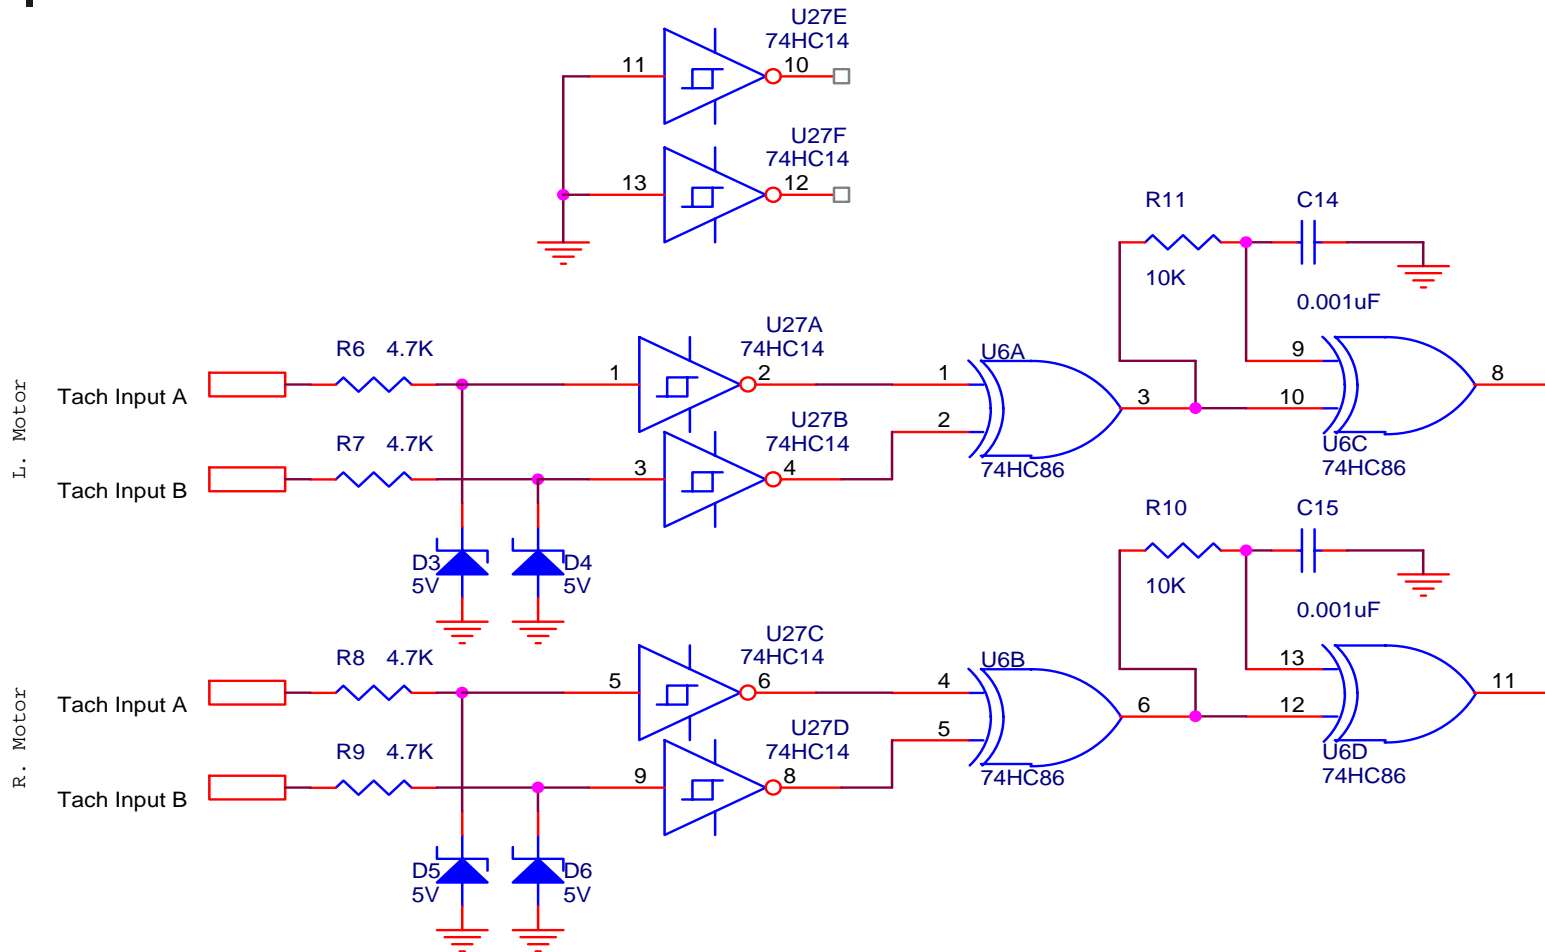 U27E
74HC14
11
10
U27F
74HC14
13
12
R11
C14
10K
0.001uF
U27A
74HC14
R6 4.7K
1
2
Tach Input A
U6A
1
3
2
9
8
10
L. Motor
R7 4.7K
U27B
74HC14
3
4
Tach Input B
74HC86
U6C
74HC86
D3
5V
D4
5V
R10
C15
10K
0.001uF
U27C
74HC14
R8 4.7K
5
6
Tach Input A
U6B
4
6
5
13
11
12
R. Motor
R9 4.7K
U27D
74HC14
9
8
Tach Input B
74HC86
U6D
74HC86
D5
5V
D6
5V